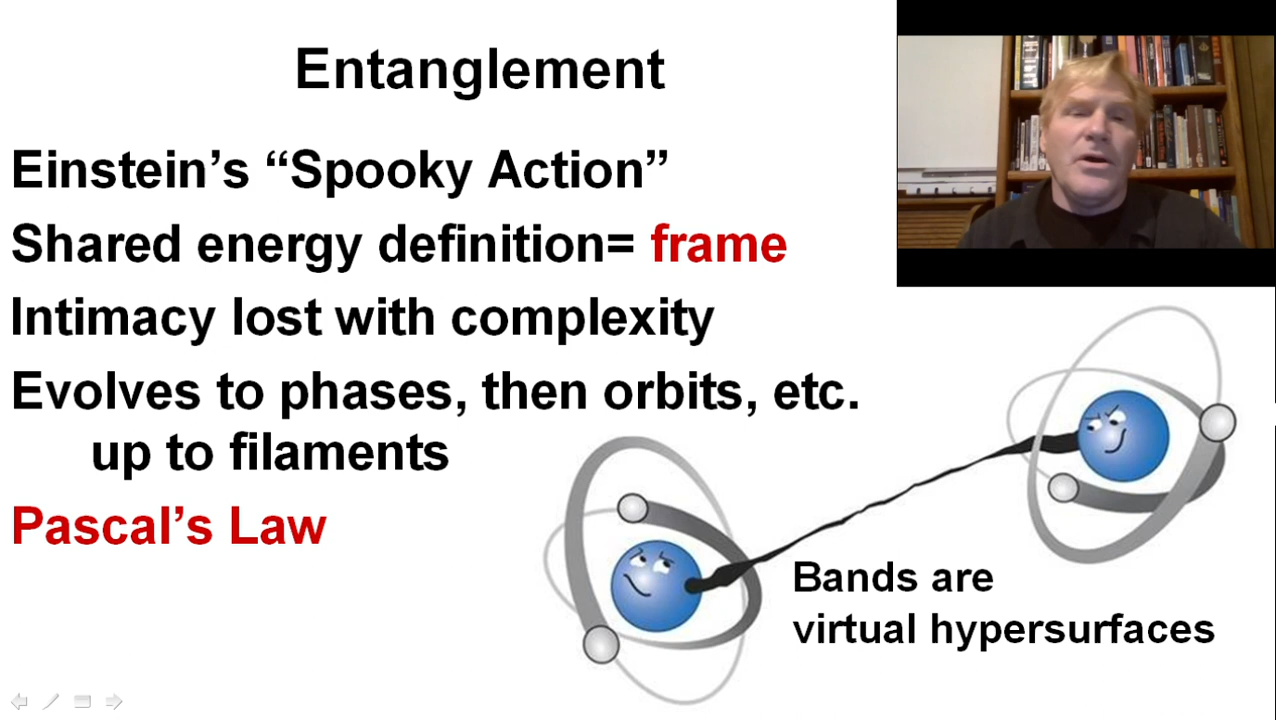 Entanglement
Einstein’s “Spooky Action”
Shared energy definition= frame
Intimacy lost with complexity
Evolves to phases, then orbits, etc.
up to filaments
Pascal’s Law
Bands are
virtual hypersurfaces